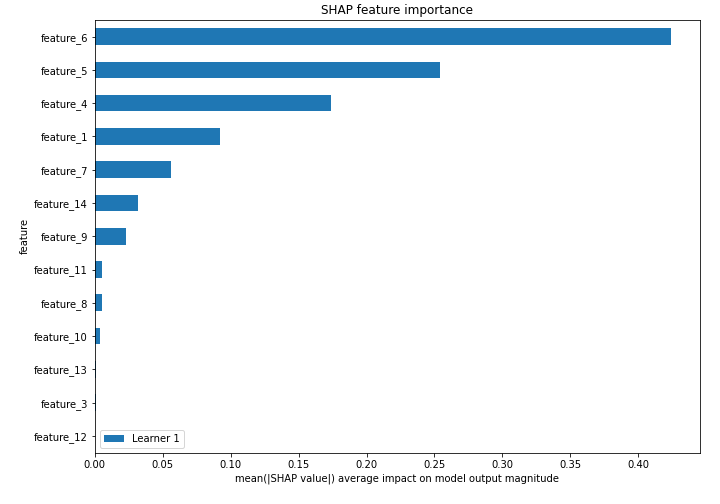 SHAP feature importance
feature_6
feature_5
feature_4
feature_1
feature_7
feature_14
feature_9
feature_11
feature_8
feature_10
feature_13
feature_3
feature_12
feature
Learner 1
0.00 0.05 0.10 0.15 0.20 0.25 0.30 0.35 0.40
mean(|SHAP value|) average impact on model output magnitude